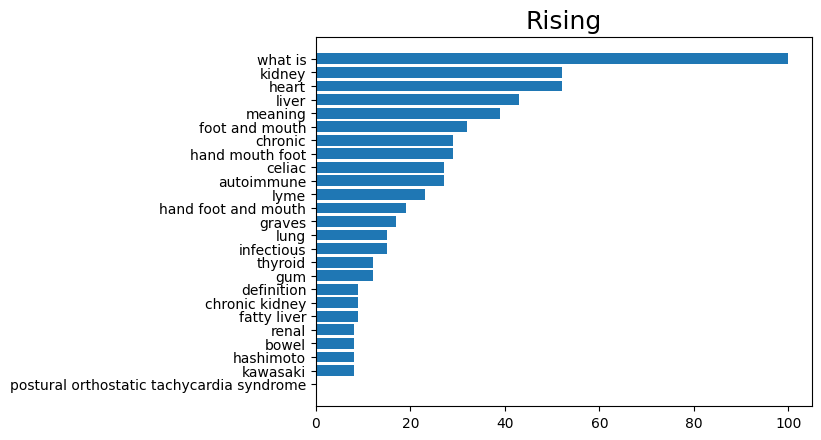 Rising
what is
kidney
heart
liver
meaning
foot and mouth
chronic
hand mouth foot
celiac
autoimmune
lyme
hand foot and mouth
graves
lung
infectious
thyroid
gum
definition
chronic kidney
fatty liver
renal
bowel
hashimoto
kawasaki
postural orthostatic tachycardia syndrome
0 20 40 60 80 100